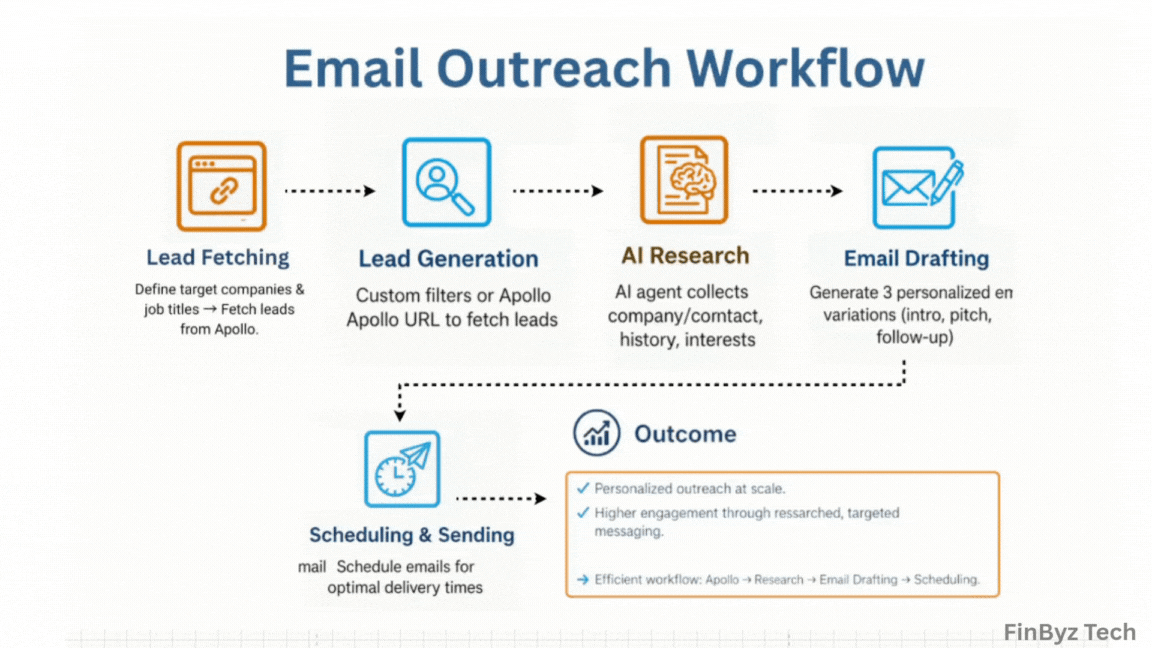 Email Outreach Workflow
Lead Fetching
Define target companies &
job titles → Fetch leads
from Apollo.
Lead Generation
Custom filters or Apollo
Apollo URL to fetch leads
AI Research
AI agent collects
company/comtact,
history, interests
Email Drafting
Generate 3 personalized en
variations (intro, pitch,
follow-up)
Scheduling & Sending
mail Schedule emails for
optimal delivery times
Outcome
✓ Personalized outreach at scale.
✓ Higher engagement through ressarched, targeted
messaging.
→ Efficient workflow: Apollo → Research → Email Drafting → Scheduling.
FinByz Tech